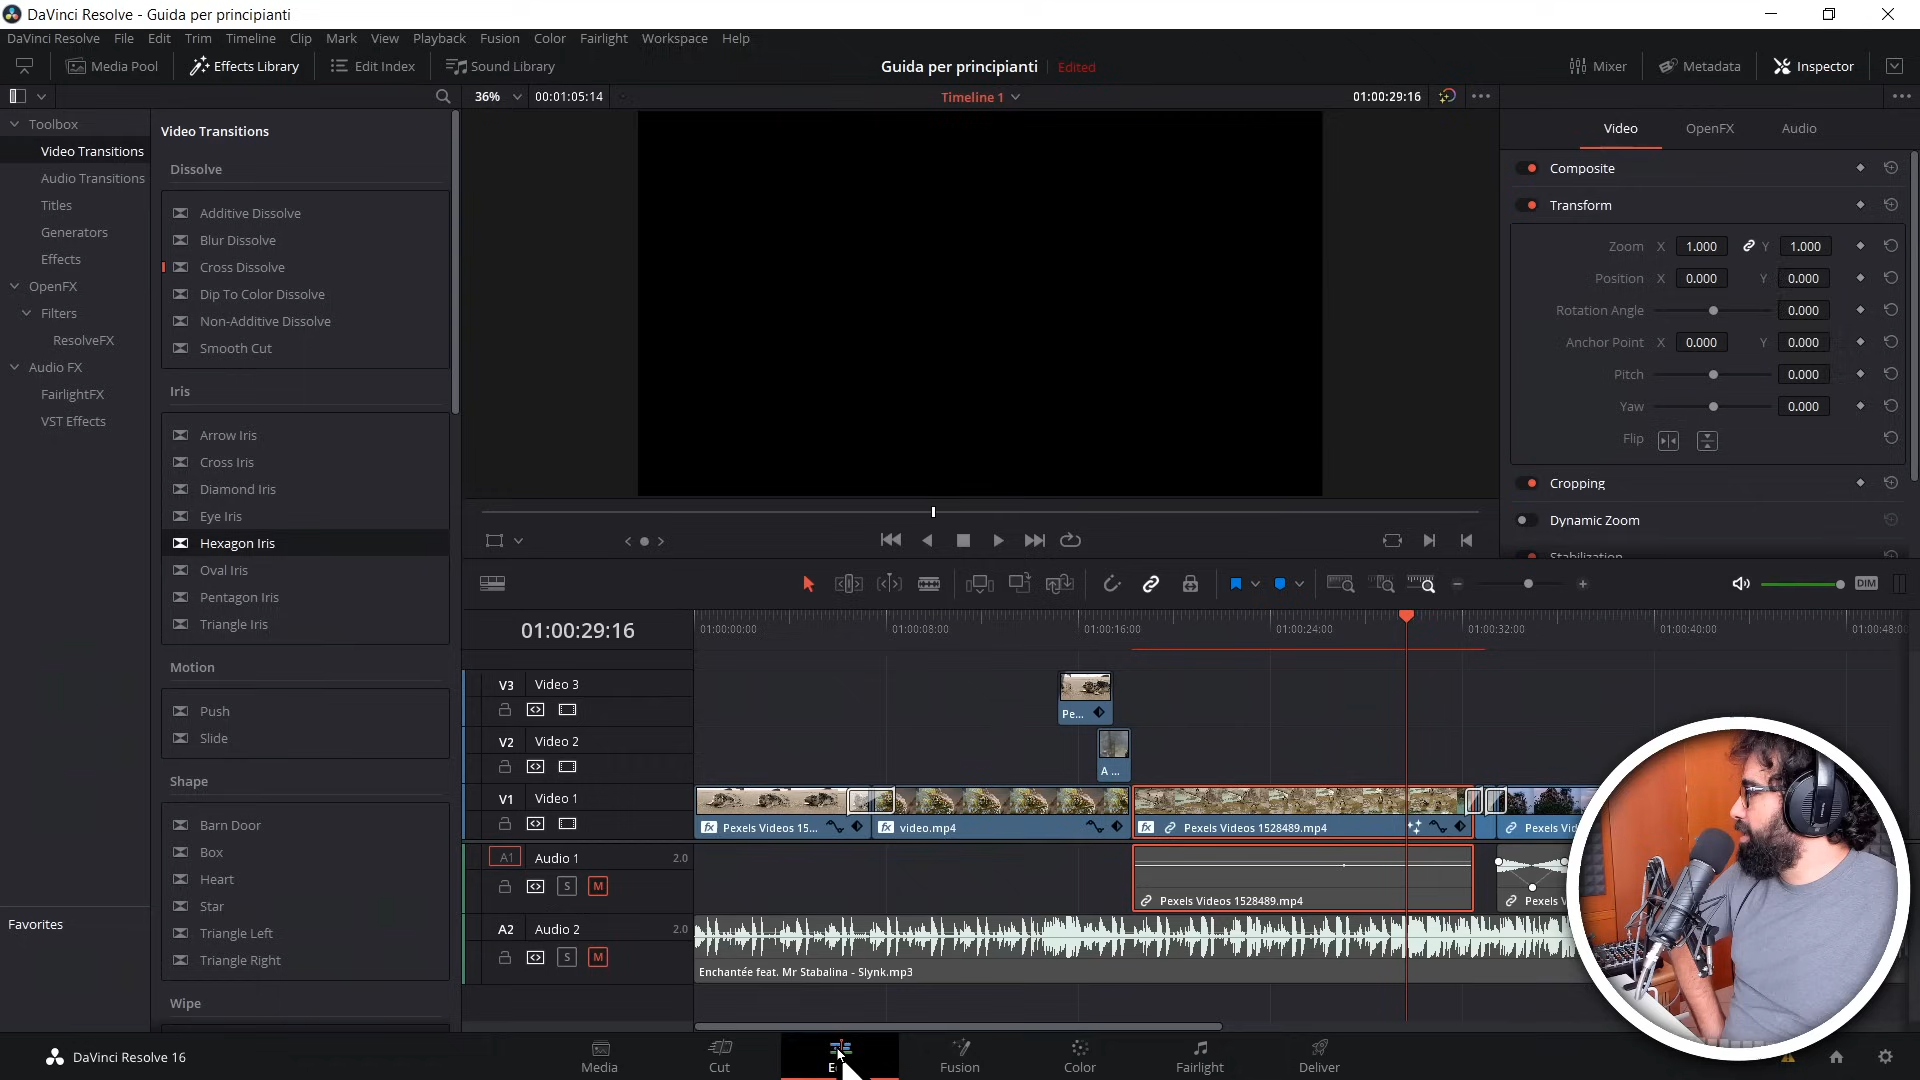 DaVinci Resolve - Guida per principianti
DaVinci Resolve File Edit Trim Timeline Clip Mark View Playback Fusion Color Fairlight Workspace Help
Media Pool Effects Library Edit Index Sound Library Guida per principianti Edited Mixer Metadata Inspector
36% 00:01:05:14 Timeline 1 01:00:29:16
Toolbox
Video Transitions
Audio Transitions
Titles
Generators
Effects
OpenFX
Filters
ResolveFX
Audio FX
FairlightFX
VST Effects
Favorites
Video Transitions
Dissolve
Additive Dissolve
Blur Dissolve
Cross Dissolve
Dip To Color Dissolve
Non-Additive Dissolve
Smooth Cut
Iris
Arrow Iris
Cross Iris
Diamond Iris
Eye Iris
Hexagon Iris
Oval Iris
Pentagon Iris
Triangle Iris
Motion
Push
Slide
Shape
Barn Door
Box
Heart
Star
Triangle Left
Triangle Right
Wipe
Video OpenFX Audio
Composite
Transform
Zoom X 1.000 Y 1.000
Position X 0.000 Y 0.000
Rotation Angle 0.000
Anchor Point X 0.000 Y 0.000
Pitch 0.000
Yaw 0.000
Flip
Cropping
Dynamic Zoom
Stabilization
DIM
01:00:29:16
01:00:00:00 01:00:08:00 01:00:16:00 01:00:24:00 01:00:32:00 01:00:40:00 01:00:48:0
V3 Video 3
Pe...
V2 Video 2
A ...
V1 Video 1
fx Pexels Videos 15... fx video.mp4 fx Pexels Videos 1528489.mp4 Pexels Vid
A1 Audio 1 2.0
S M
Pexels Videos 1528489.mp4 Pexels
A2 Audio 2 2.0
S M
Enchantée feat. Mr Stabalina - Slynk.mp3
DaVinci Resolve 16
Media Cut Fusion Color Fairlight Deliver